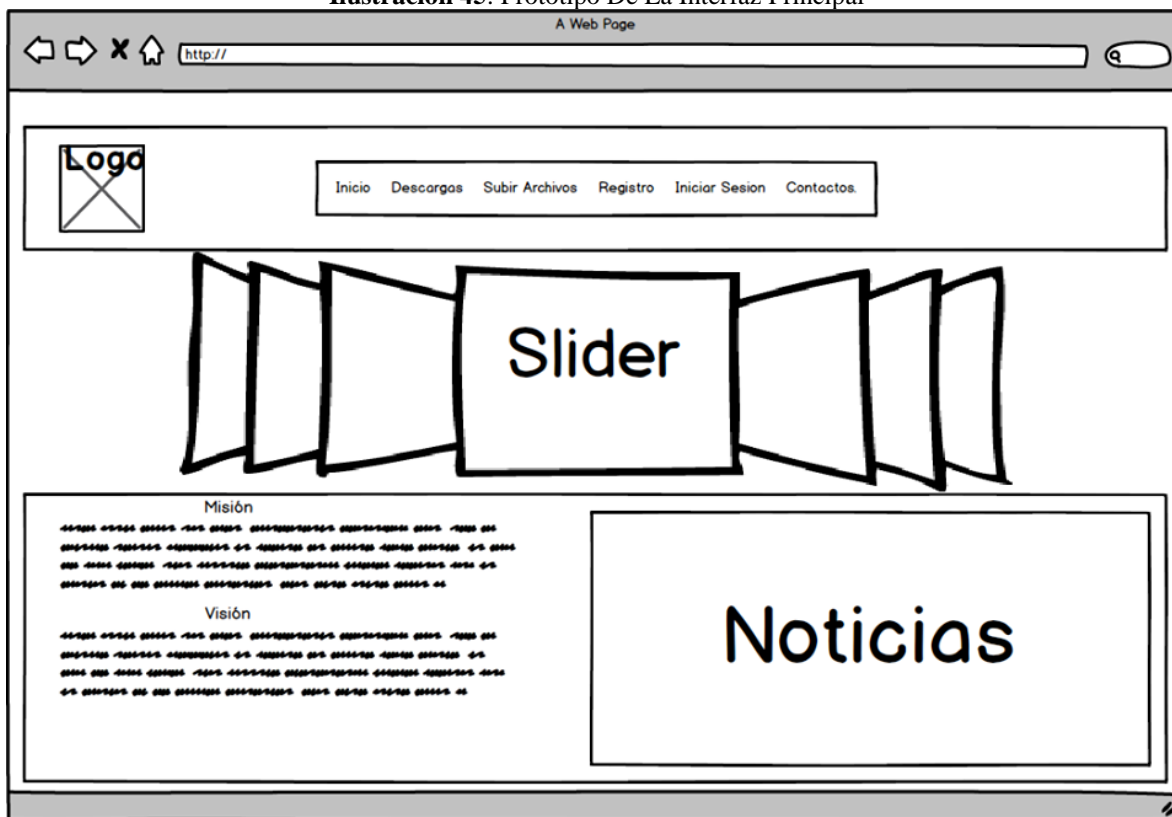 Ilustración 45: Prototipo De La Interfaz Principal
A Web Page
http://
Logo
Inicio Descargas Subir Archivos Registro Iniciar Sesion Contactos.
Slider
Misión
Visión
Noticias